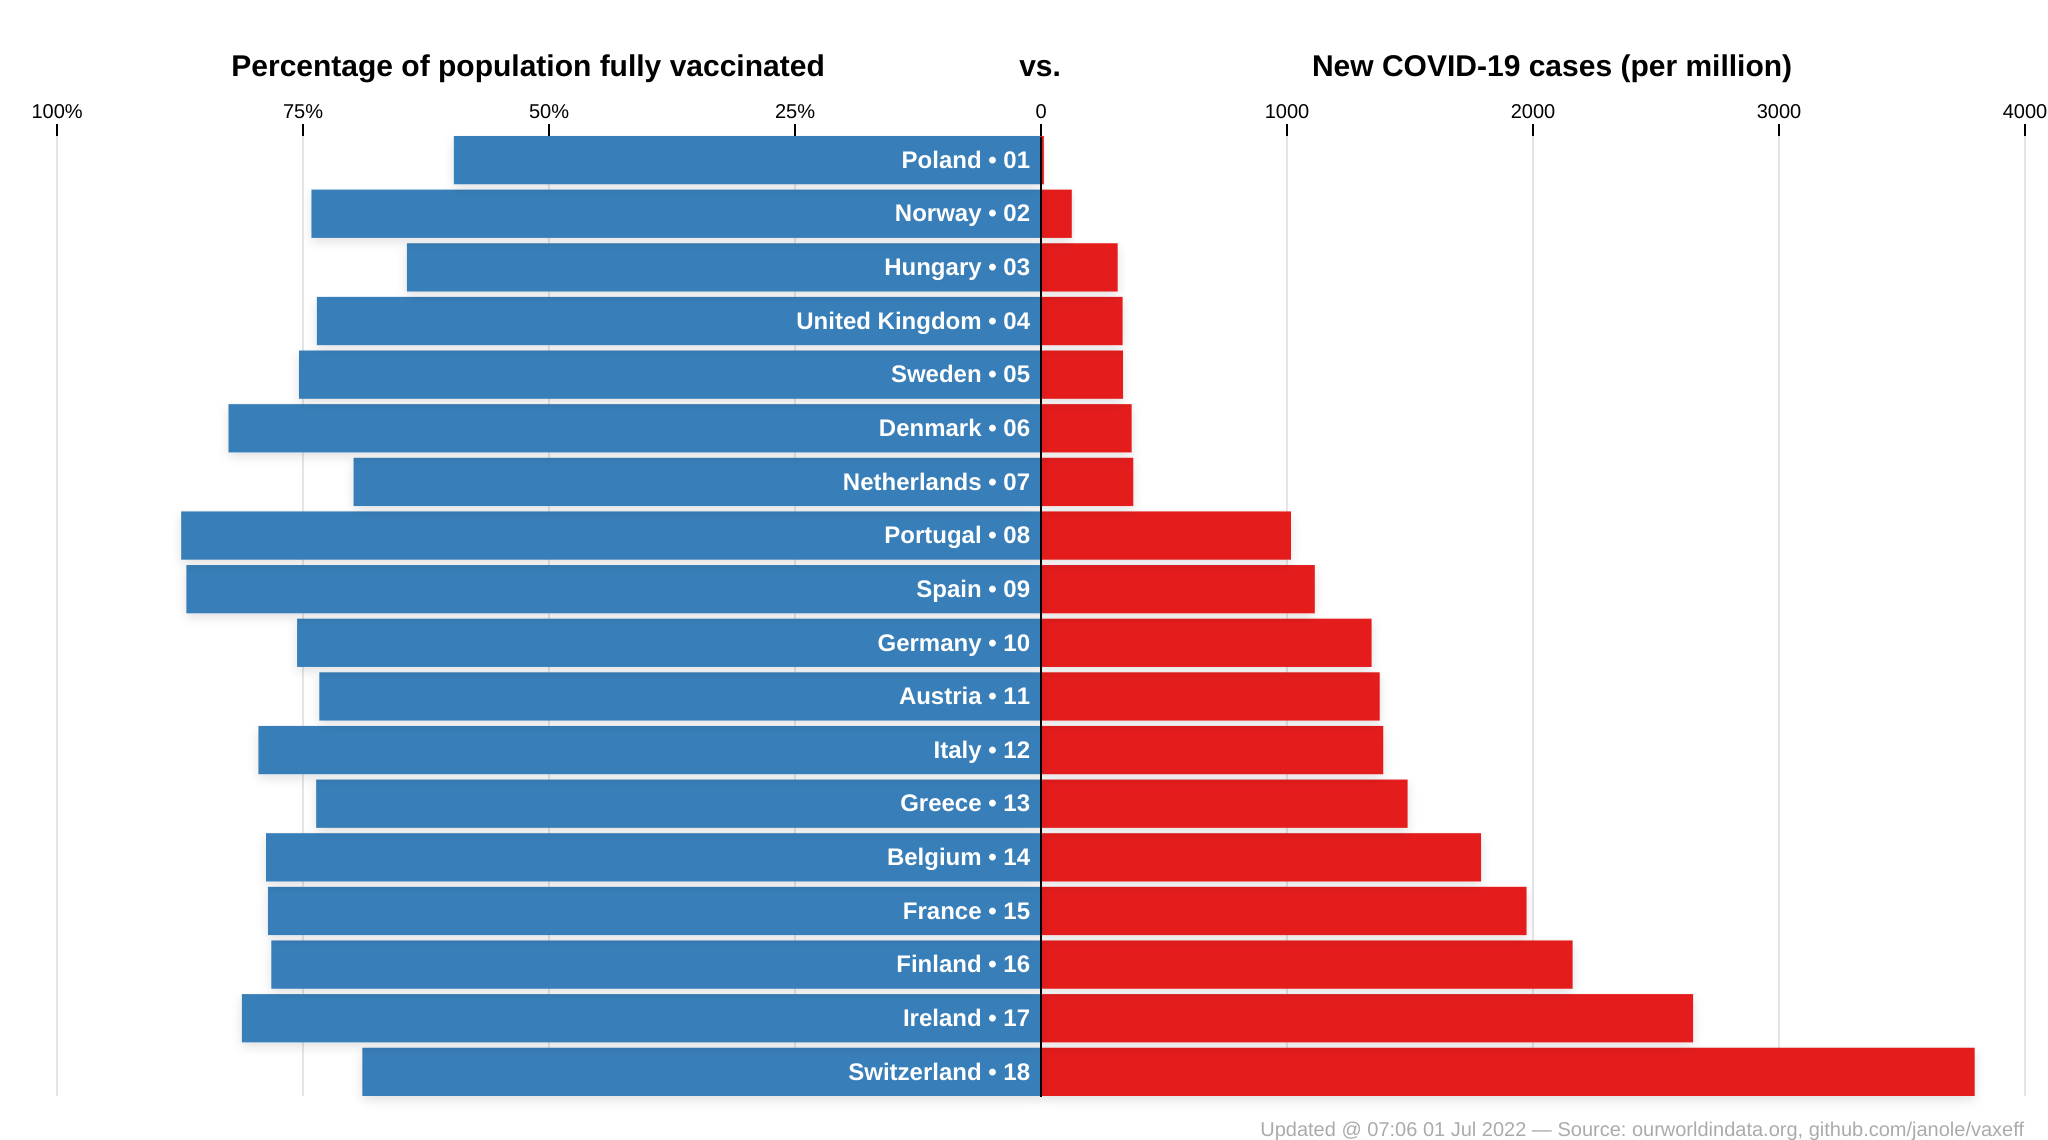 Percentage of population fully vaccinated vs. New COVID-19 cases (per million)
100% 75% 50% 25% 0 1000 2000 3000 4000
Poland • 01
Norway • 02
Hungary • 03
United Kingdom • 04
Sweden • 05
Denmark • 06
Netherlands • 07
Portugal • 08
Spain • 09
Germany • 10
Austria • 11
Italy • 12
Greece • 13
Belgium • 14
France • 15
Finland • 16
Ireland • 17
Switzerland • 18
Updated @ 07:06 01 Jul 2022 — Source: ourworldindata.org, github.com/janole/vaxeff